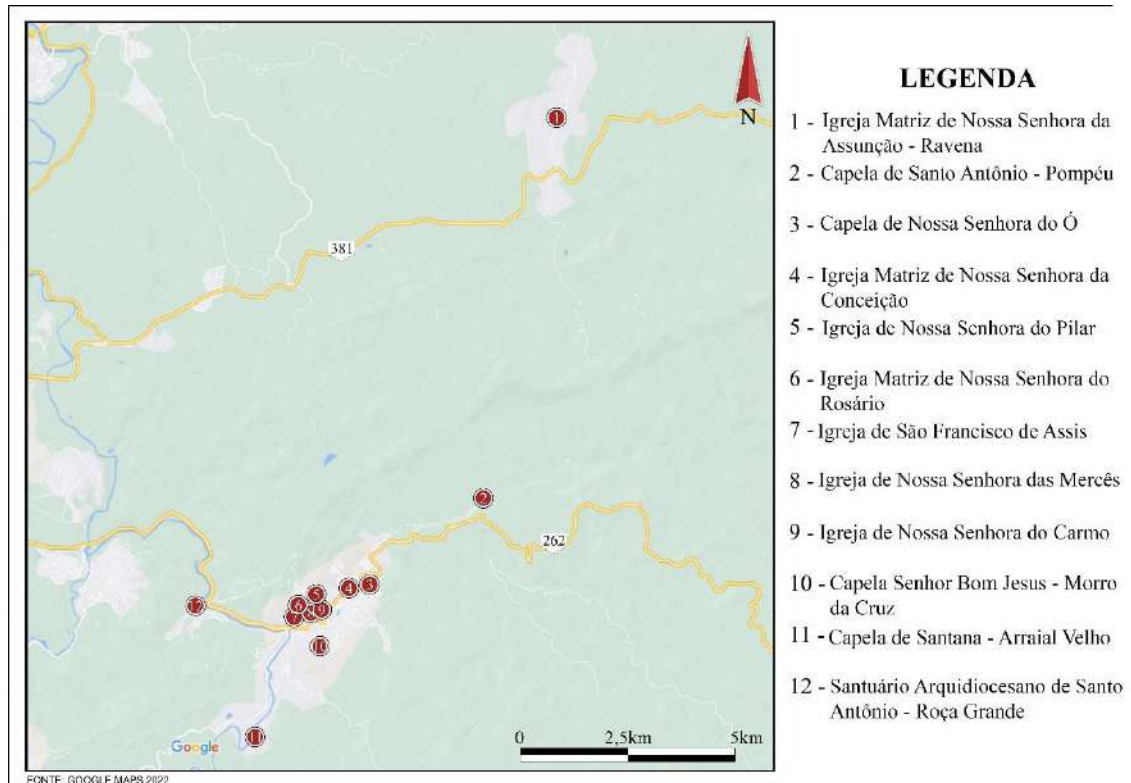 LEGENDA
1 - Igreja Matriz de Nossa Senhora da
Assunção - Ravena
2 - Capela de Santo Antônio - Pompéu
3 - Capela de Nossa Senhora do Ó
4 - Igreja Matriz de Nossa Senhora da
Conceição
5 - Igreja de Nossa Senhora do Pilar
6 - Igreja Matriz de Nossa Senhora do
Rosário
7 - Igreja de São Francisco de Assis
8 - Igreja de Nossa Senhora das Mercês
9 - Igreja de Nossa Senhora do Carmo
10 - Capela Senhor Bom Jesus - Morro
da Cruz
11 - Capela de Santana - Arraial Velho
12 - Santuário Arquidiocesano de Santo
Antônio - Roça Grande
N
1
381
2
262
3
4
5
6
7
8
9
12
10
11
Google
0 2,5km 5km
FONTE: GOOGLE MAPS 2022